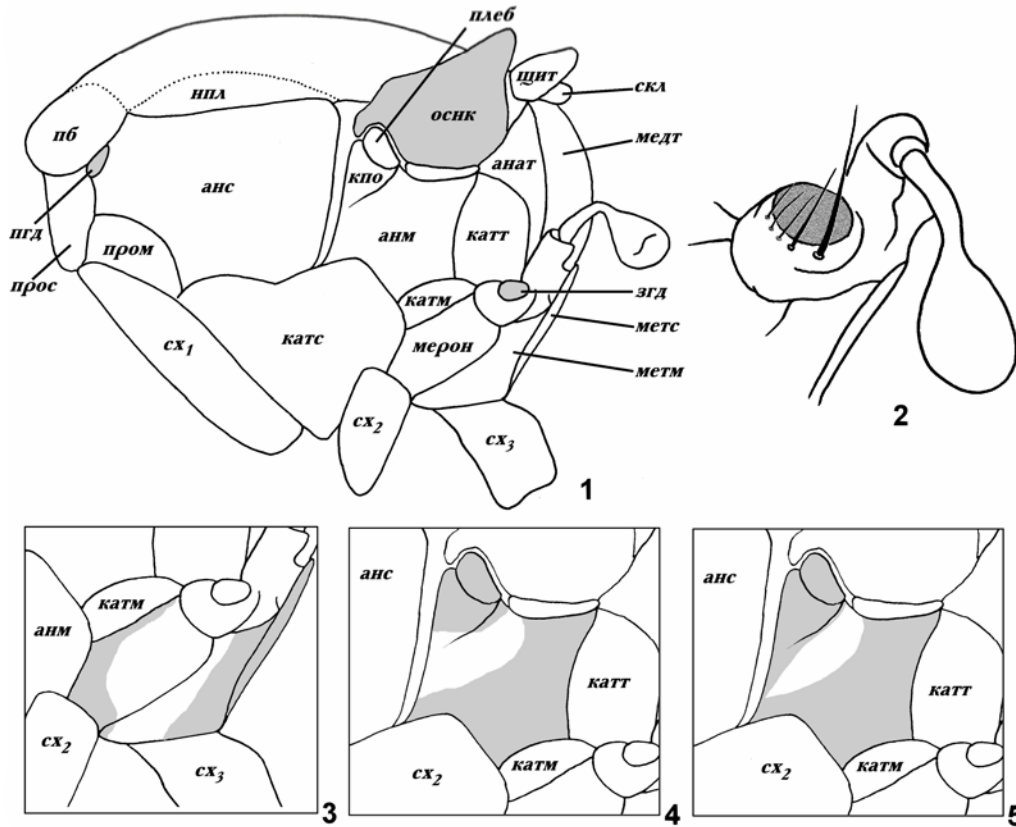 плеб
щит
скл
нпл
оснк
медт
пб
анат
кпо
анс
пгд
анм
катт
пром
прос
згд
катм
метс
сх1
катс
мерон
метм
сх2
сх3
1
2
катм
анм
сх2
сх3
3
анс
катт
сх2
катм
4
анс
катт
сх2
катм
5